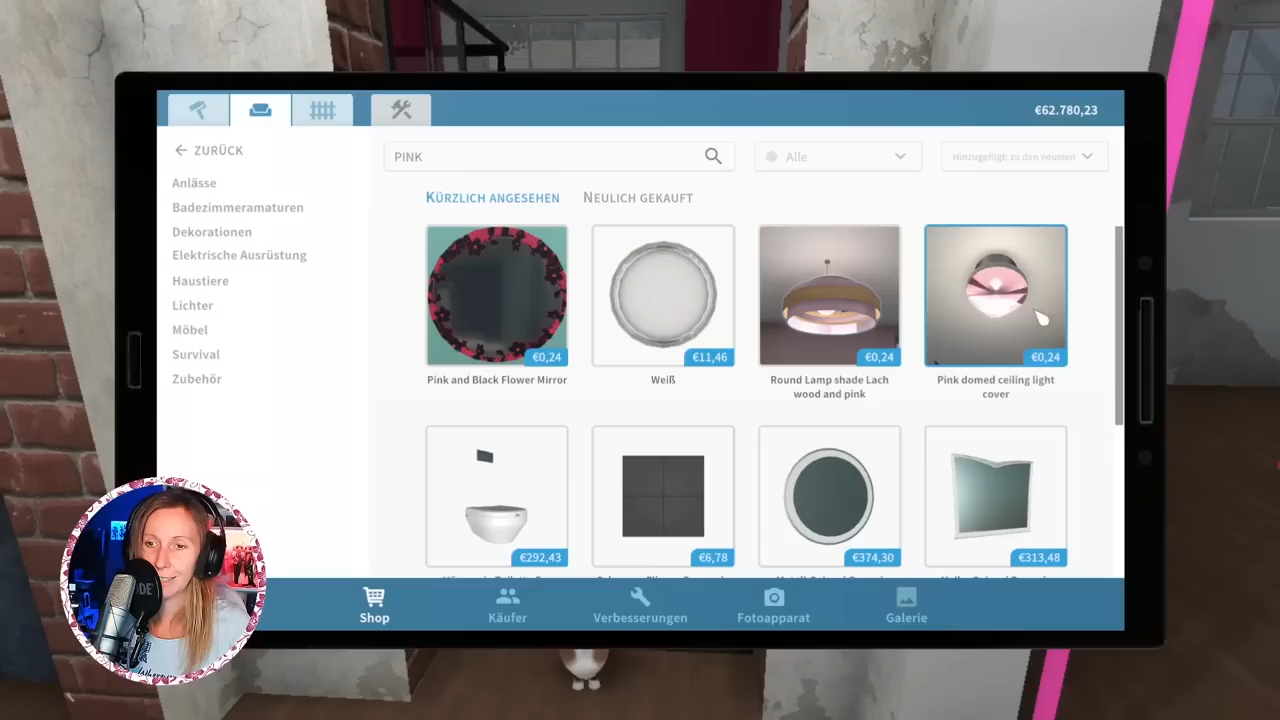 €62.780,23
ZURÜCK
PINK
Alle
Hinzugefügt: zu den neusten
Anlässe
Badezimmeramaturen
Dekorationen
Elektrische Ausrüstung
Haustiere
Lichter
Möbel
Survival
Zubehör
KÜRZLICH ANGESEHEN
NEULICH GEKAUFT
€0,24
€11,46
€0,24
€0,24
Pink and Black Flower Mirror
Weiß
Round Lamp shade Lach
wood and pink
Pink domed ceiling light
cover
€292,43
€6,78
€374,30
€313,48
Shop
Käufer
Verbesserungen
Fotoapparat
Galerie